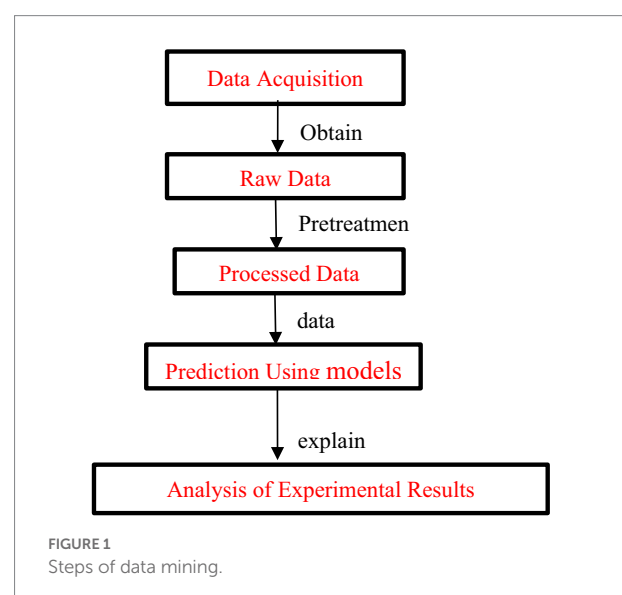 Data Acquisition
Obtain
Raw Data
Pretreatmen
Processed Data
data
Prediction Using models
explain
Analysis of Experimental Results
FIGURE 1
Steps of data mining.